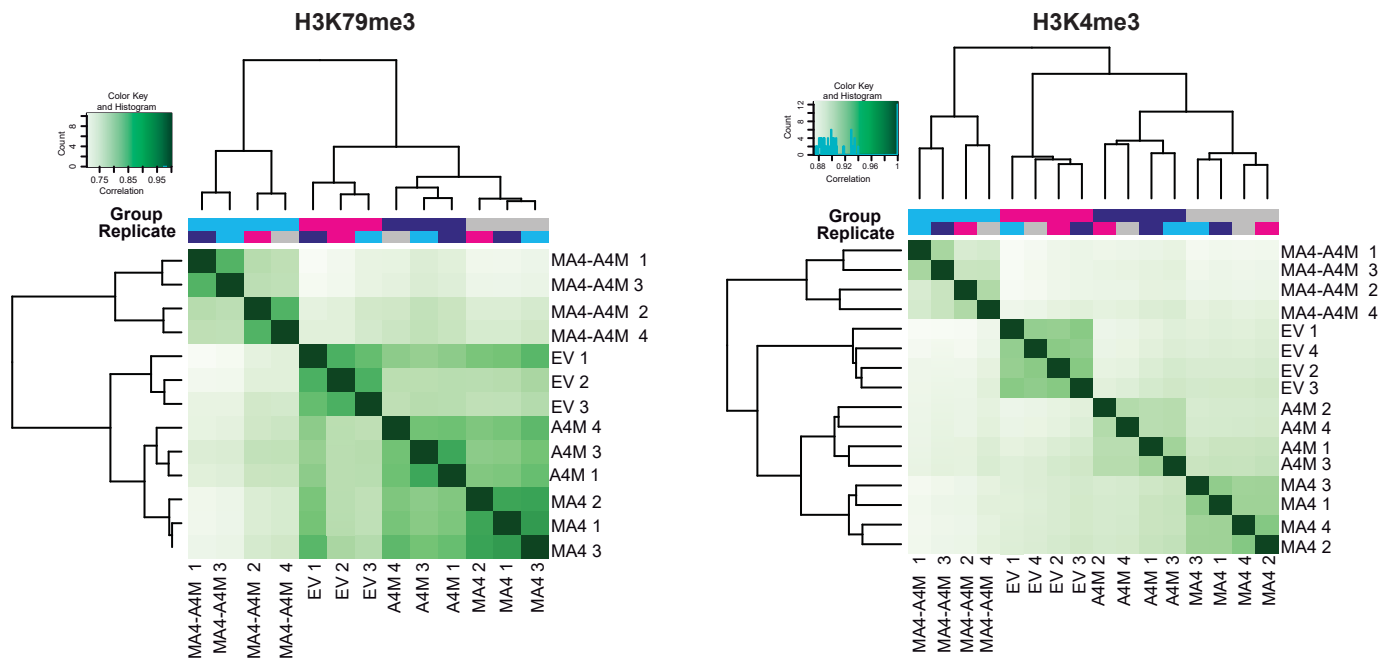 H3K79me3
Color Key
and Histogram
Count
0 4 8
0.75 0.85 0.95
Correlation
Group
Replicate
MA4-A4M 1
MA4-A4M 3
MA4-A4M 2
MA4-A4M 4
EV 1
EV 2
EV 3
A4M 4
A4M 3
A4M 1
MA4 2
MA4 1
MA4 3
MA4-A4M 1
MA4-A4M 3
MA4-A4M 2
MA4-A4M 4
EV 1
EV 2
EV 3
A4M 4
A4M 3
A4M 1
MA4 2
MA4 1
MA4 3
H3K4me3
Color Key
and Histogram
Count
0 4 8 12
0.88 0.92 0.96 1
Correlation
Group
Replicate
MA4-A4M 1
MA4-A4M 3
MA4-A4M 2
MA4-A4M 4
EV 1
EV 4
EV 2
EV 3
A4M 2
A4M 4
A4M 1
A4M 3
MA4 3
MA4 1
MA4 4
MA4 2
MA4-A4M 1
MA4-A4M 3
MA4-A4M 2
MA4-A4M 4
EV 1
EV 4
EV 2
EV 3
A4M 2
A4M 4
A4M 1
A4M 3
MA4 3
MA4 1
MA4 4
MA4 2